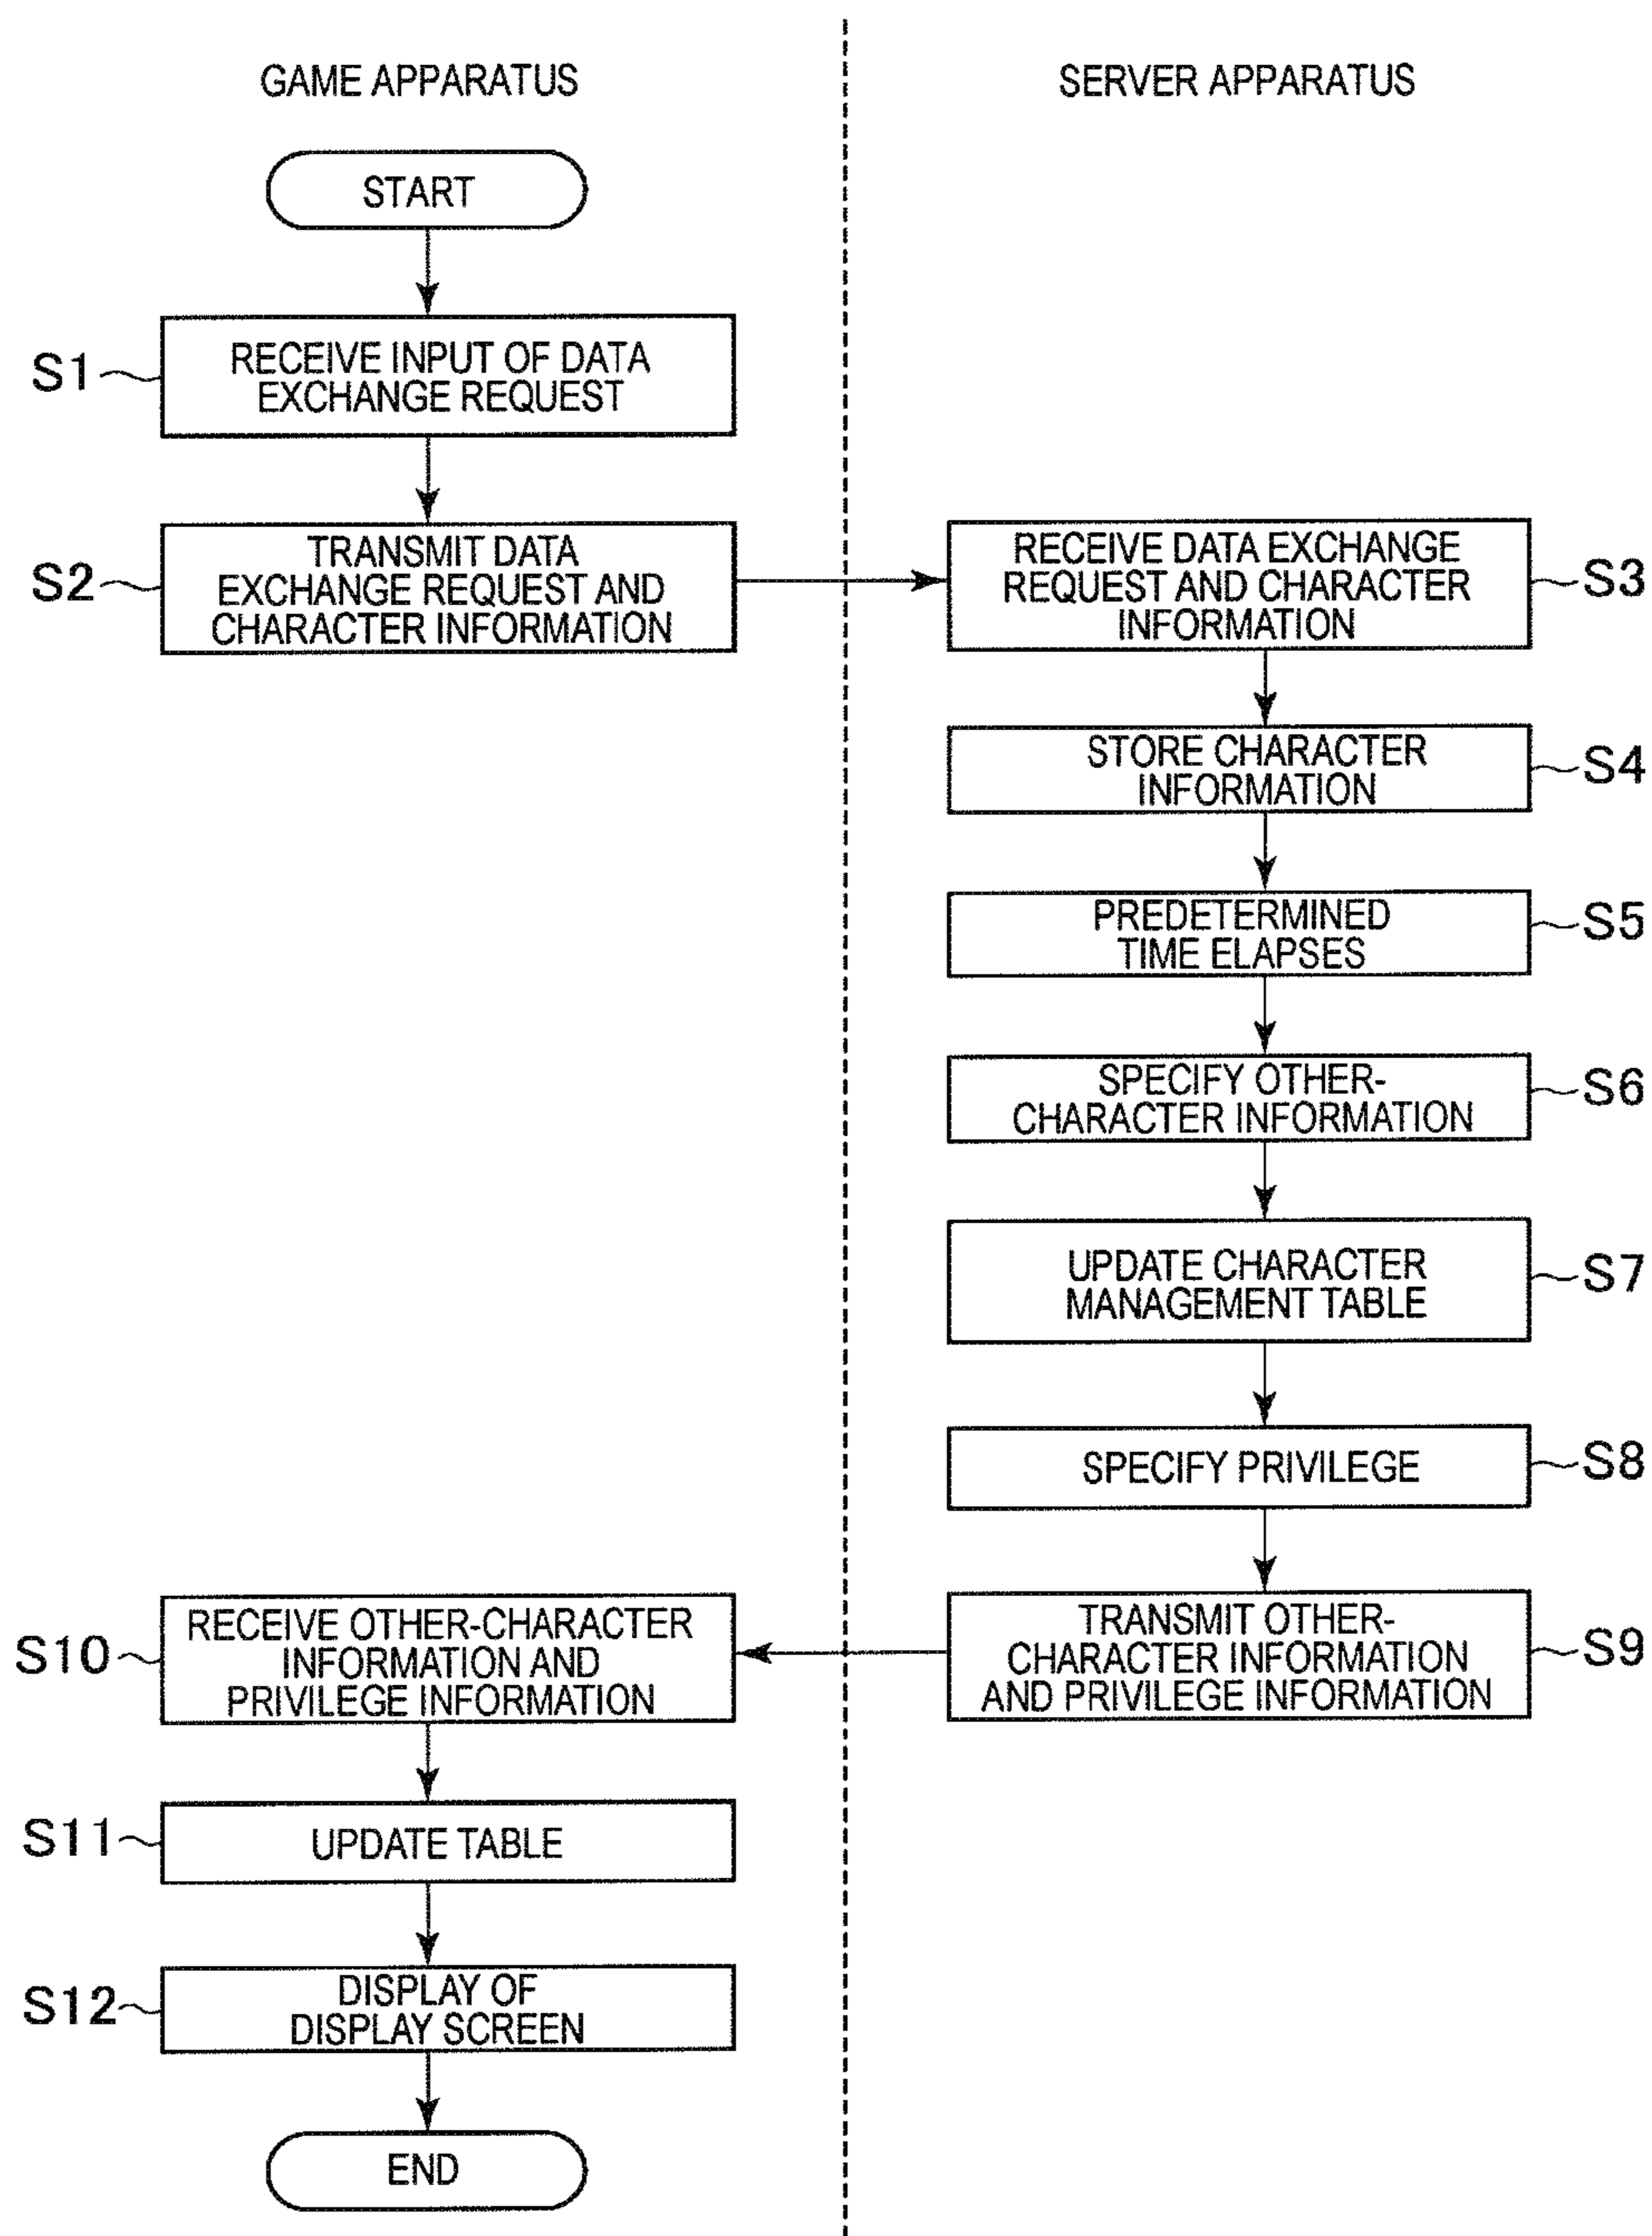 GAME APPARATUS
SERVER APPARATUS
START
S1
RECEIVE INPUT OF DATA
EXCHANGE REQUEST
S2
TRANSMIT DATA
EXCHANGE REQUEST AND
CHARACTER INFORMATION
RECEIVE DATA EXCHANGE
REQUEST AND CHARACTER
INFORMATION
S3
STORE CHARACTER
INFORMATION
S4
PREDETERMINED
TIME ELAPSES
S5
SPECIFY OTHER-
CHARACTER INFORMATION
S6
UPDATE CHARACTER
MANAGEMENT TABLE
S7
SPECIFY PRIVILEGE
S8
TRANSMIT OTHER-
CHARACTER INFORMATION
AND PRIVILEGE INFORMATION
S9
S10
RECEIVE OTHER-CHARACTER
INFORMATION AND
PRIVILEGE INFORMATION
S11
UPDATE TABLE
S12
DISPLAY OF
DISPLAY SCREEN
END